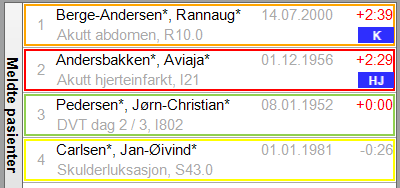 Meldte pasienter
1 Berge-Andersen*, Rannaug* 14.07.2000 +2:39
Akutt abdomen, R10.0 K
2 Andersbakken*, Aviaja* 01.12.1956 +2:29
Akutt hjerteinfarkt, I21 HJ
3 Pedersen*, Jørn-Christian* 08.01.1952 +0:00
DVT dag 2 / 3, I802
4 Carlsen*, Jan-Øivind* 01.01.1981 -0:26
Skulderluksasjon, S43.0